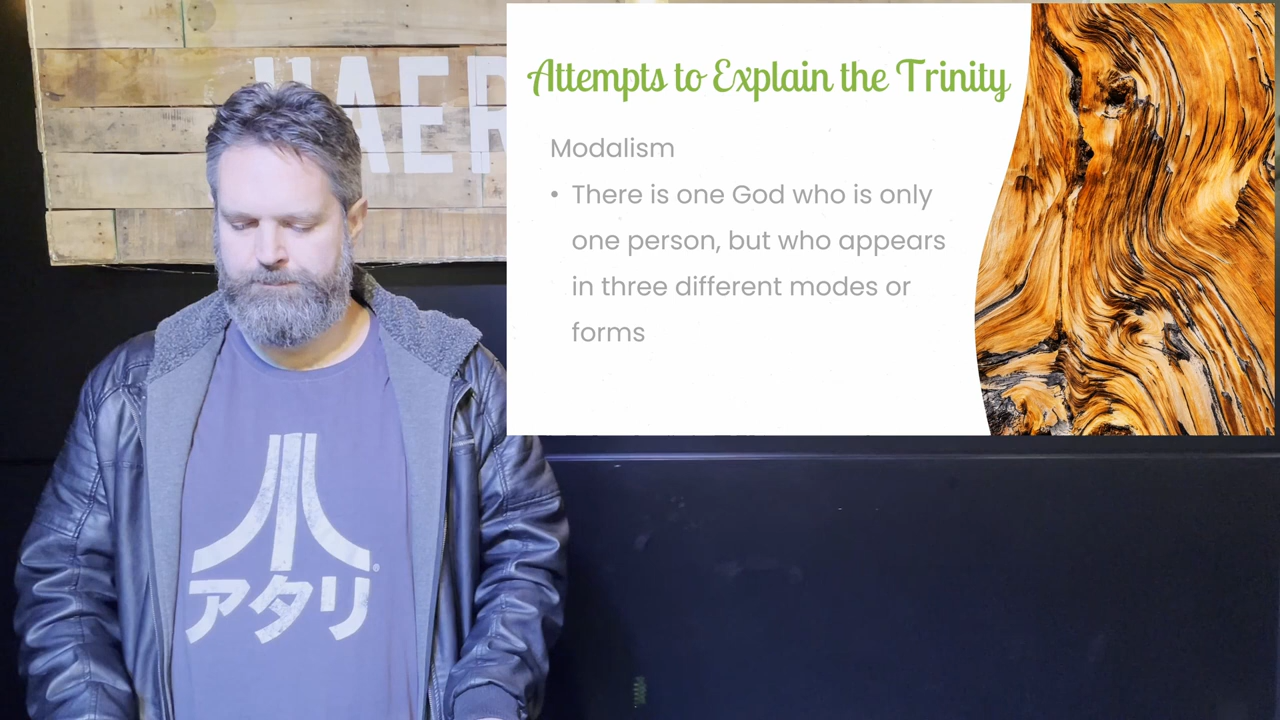 HAER
Attempts to Explain the Trinity
Modalism
• There is one God who is only
one person, but who appears
in three different modes or
forms
アタリ